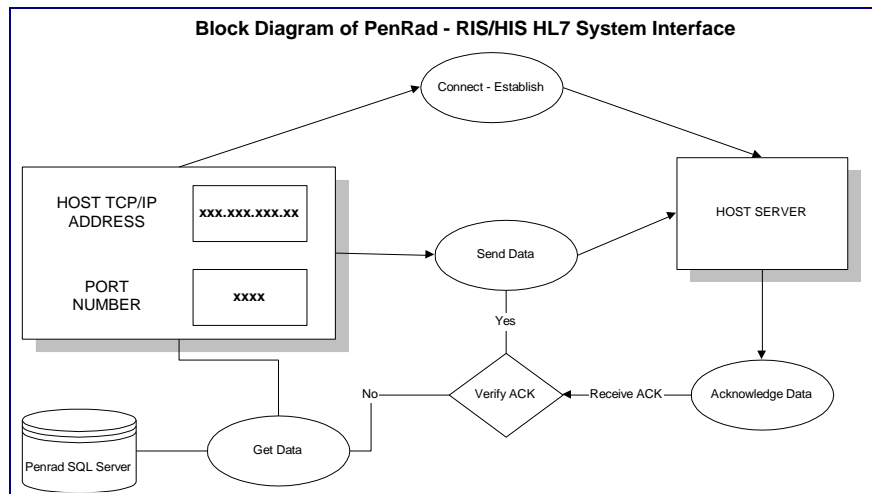 Block Diagram of PenRad - RIS/HIS HL7 System Interface
Connect - Establish
HOST TCP/IP
ADDRESS
xxx.xxx.xxx.xx
HOST SERVER
Send Data
PORT
NUMBER
xxxx
Yes
No
Verify ACK
Receive ACK
Acknowledge Data
Penrad SQL Server
Get Data